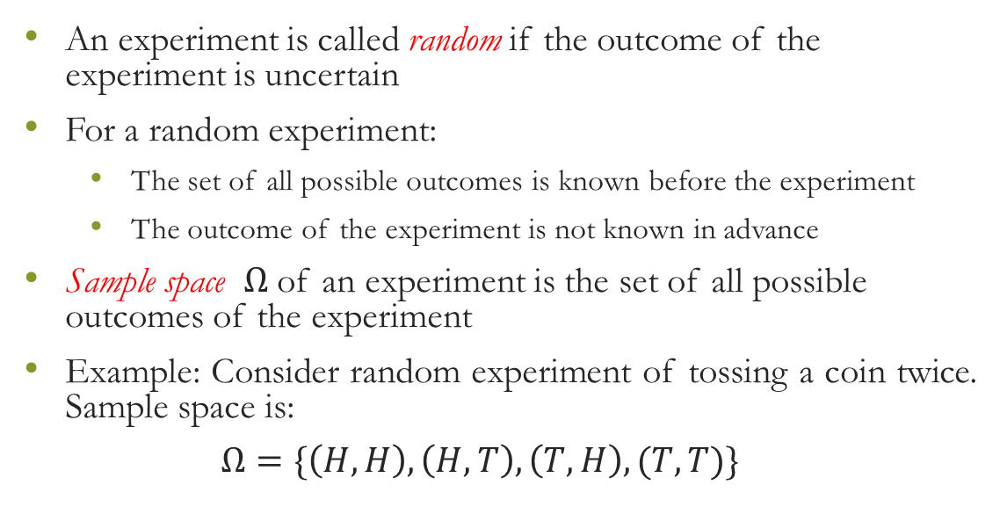 • An experiment is called random if the outcome of the
experiment is uncertain
• For a random experiment:
• The set of all possible outcomes is known before the experiment
• The outcome of the experiment is not known in advance
• Sample space Ω of an experiment is the set of all possible
outcomes of the experiment
• Example: Consider random experiment of tossing a coin twice.
Sample space is:
Ω = {(H, H), (H, T), (T, H), (T, T)}